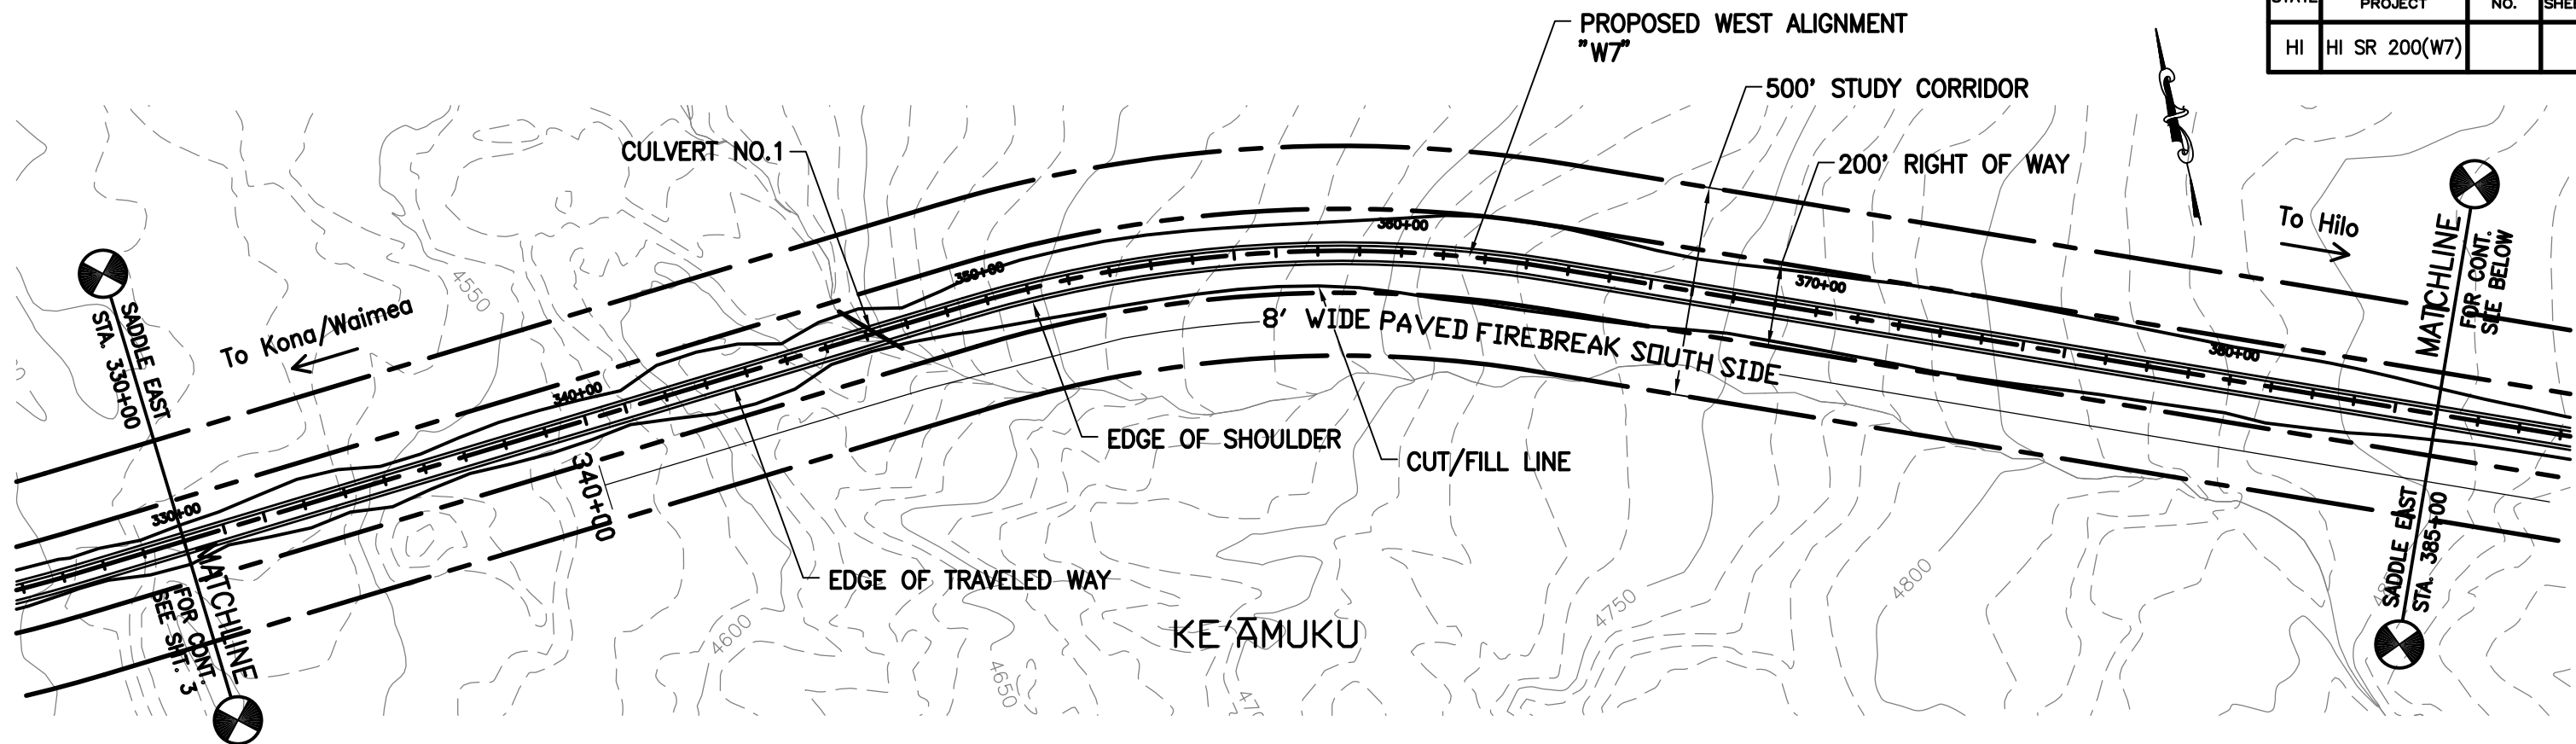 STATE PROJECT NO.
HI HI SR 200(W7)
PROPOSED WEST ALIGNMENT
"W7"
500' STUDY CORRIDOR
200' RIGHT OF WAY
CULVERT NO.1
To Hilo
MATCHLINE
FOR CONT.
SEE BELOW
To Kona/Waimea
SADDLE EAST
STA. 330+00
4550
350+00
360+00
370+00
380+00
340+00
330+00
8' WIDE PAVED FIREBREAK SOUTH SIDE
EDGE OF SHOULDER
CUT/FILL LINE
340+00
EDGE OF TRAVELED WAY
MATCHLINE
FOR CONT.
SEE SHT. 3
SADDLE EAST
STA. 385+00
KE'ĀMUKU
4600
4650
4750
4800